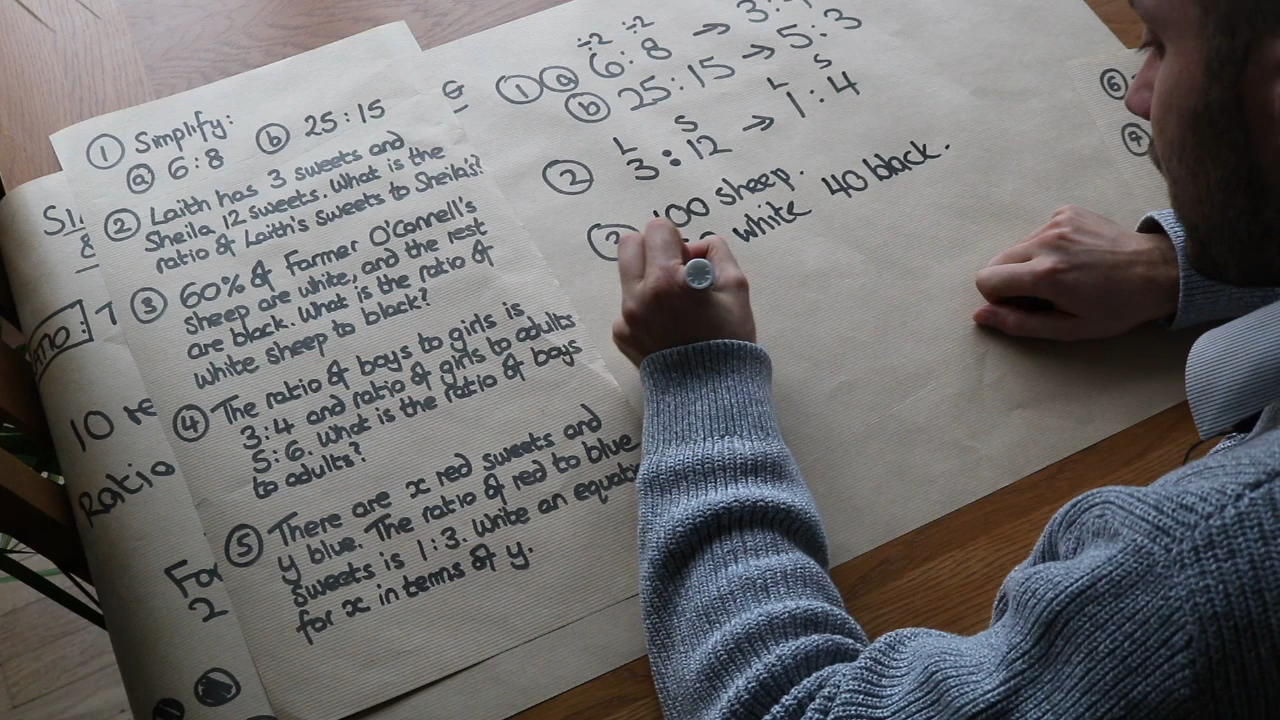 ① Simplify:
ⓐ 6:8 ⓑ 25:15
② Laith has 3 sweets and
Sheila 12 sweets. What is the
ratio of Laith's sweets to Sheila's?
③ 60% of Farmer O'Connell's
sheep are white, and the rest
are black. What is the ratio of
white sheep to black?
④ The ratio of boys to girls is
3:4 and ratio of girls to adults
5:6. What is the ratio of boys
to adults?
⑤ There are x red sweets and
y blue. The ratio of red to blue
sweets is 1:3. Write an
for x in terms of y.
10
Ratio
2
÷2 ÷2
① ⓐ 6:8 → 3:
ⓑ 25:15 → 5:3
L S L S
② 3:12 → 1:4
③ 100 sheep.
white 40 black.
⑥
⑦